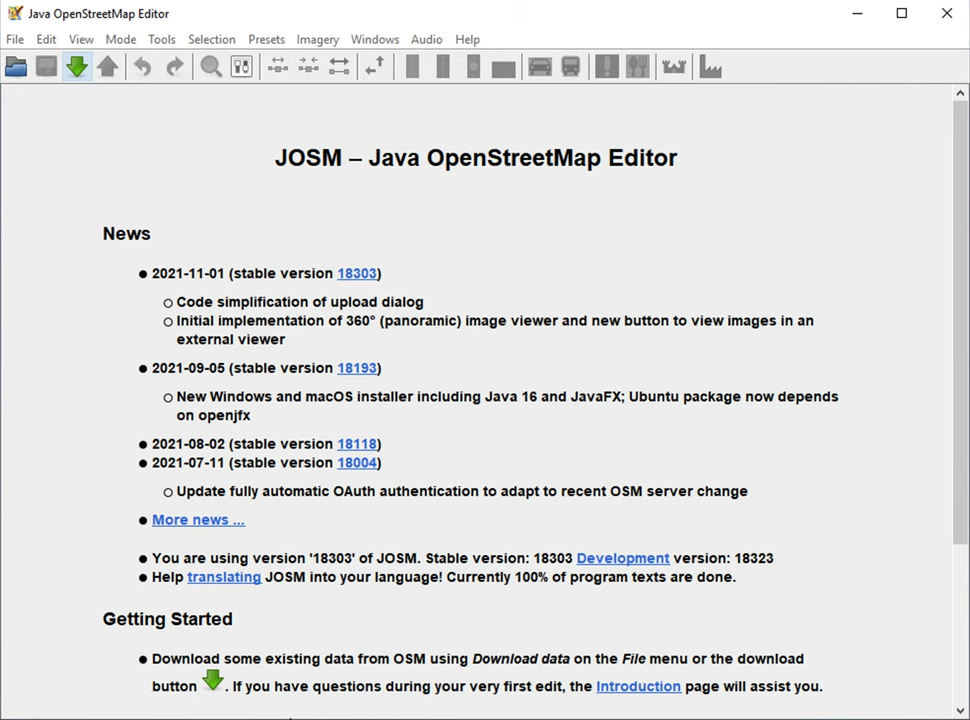 Java OpenStreetMap Editor
File Edit View Mode Tools Selection Presets Imagery Windows Audio Help
JOSM – Java OpenStreetMap Editor
News
● 2021-11-01 (stable version 18303)
○ Code simplification of upload dialog
○ Initial implementation of 360° (panoramic) image viewer and new button to view images in an
external viewer
● 2021-09-05 (stable version 18193)
○ New Windows and macOS installer including Java 16 and JavaFX; Ubuntu package now depends
on openjfx
● 2021-08-02 (stable version 18118)
● 2021-07-11 (stable version 18004)
○ Update fully automatic OAuth authentication to adapt to recent OSM server change
● More news ...
● You are using version '18303' of JOSM. Stable version: 18303 Development version: 18323
● Help translating JOSM into your language! Currently 100% of program texts are done.
Getting Started
● Download some existing data from OSM using Download data on the File menu or the download
button . If you have questions during your very first edit, the Introduction page will assist you.